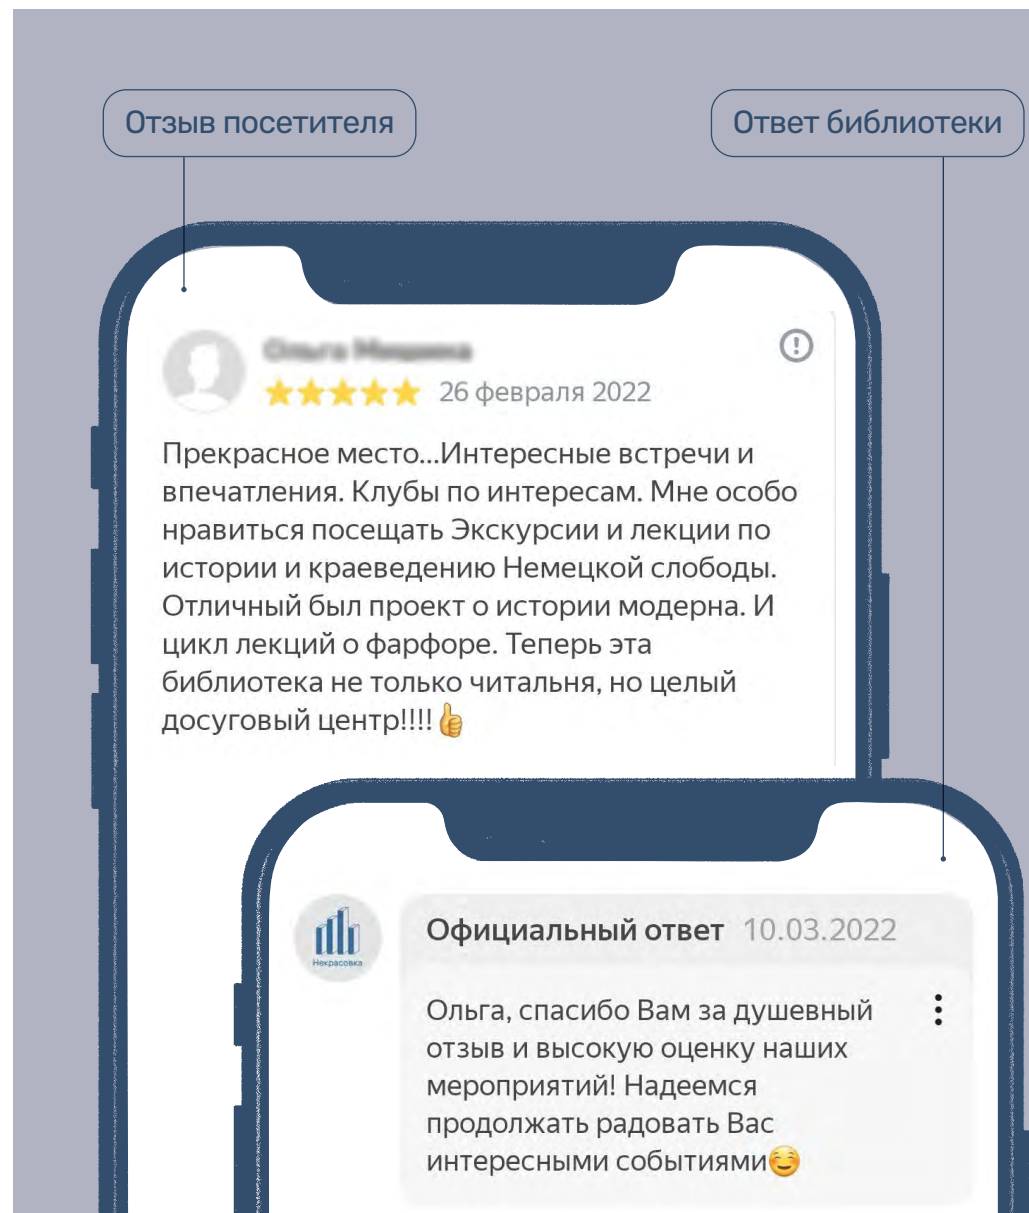 Отзыв посетителя
Ответ библиотеки
26 февраля 2022
Прекрасное место...Интересные встречи и
впечатления. Клубы по интересам. Мне особо
нравиться посещать Экскурсии и лекции по
истории и краеведению Немецкой слободы.
Отличный был проект о истории модерна. И
цикл лекций о фарфоре. Теперь эта
библиотека не только читальня, но целый
досуговый центр!!!!👍
Некрасовка
Официальный ответ 10.03.2022
Ольга, спасибо Вам за душевный
отзыв и высокую оценку наших
мероприятий! Надеемся
продолжать радовать Вас
интересными событиями☺️